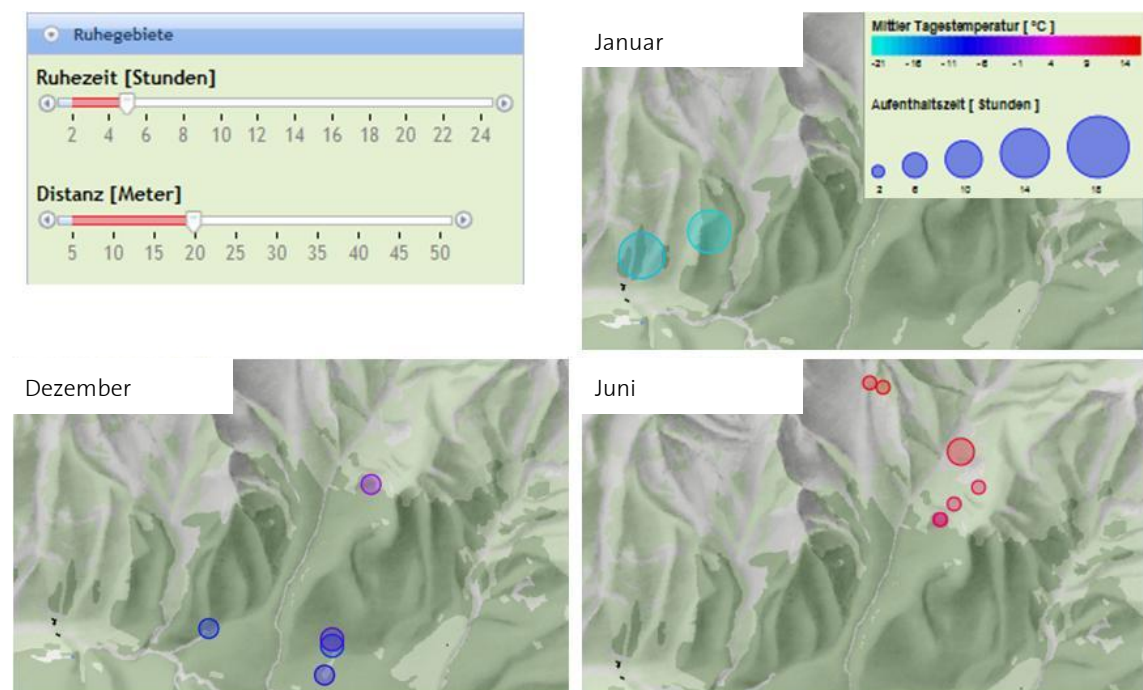 Ruhegebiete
Ruhezeit [Stunden]
2 4 6 8 10 12 14 16 18 20 22 24
Distanz [Meter]
5 10 15 20 25 30 35 40 45 50
Januar
Mittler Tagestemperatur [ °C ]
-21 -16 -11 -6 -1 4 9 14
Aufenthaltszeit [ Stunden ]
2 6 10 14 18
Dezember
Juni